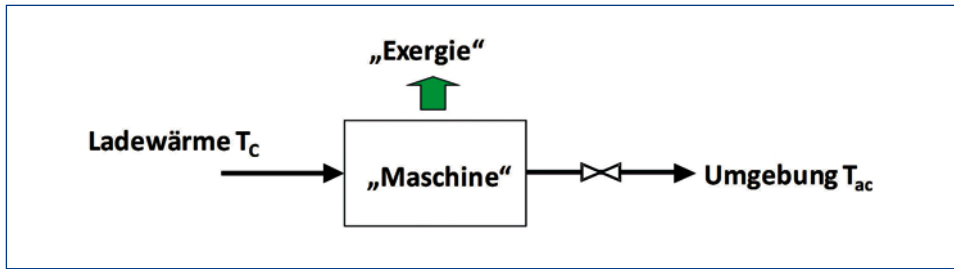 „Exergie“
Ladewärme T_C
„Maschine“
Umgebung T_ac